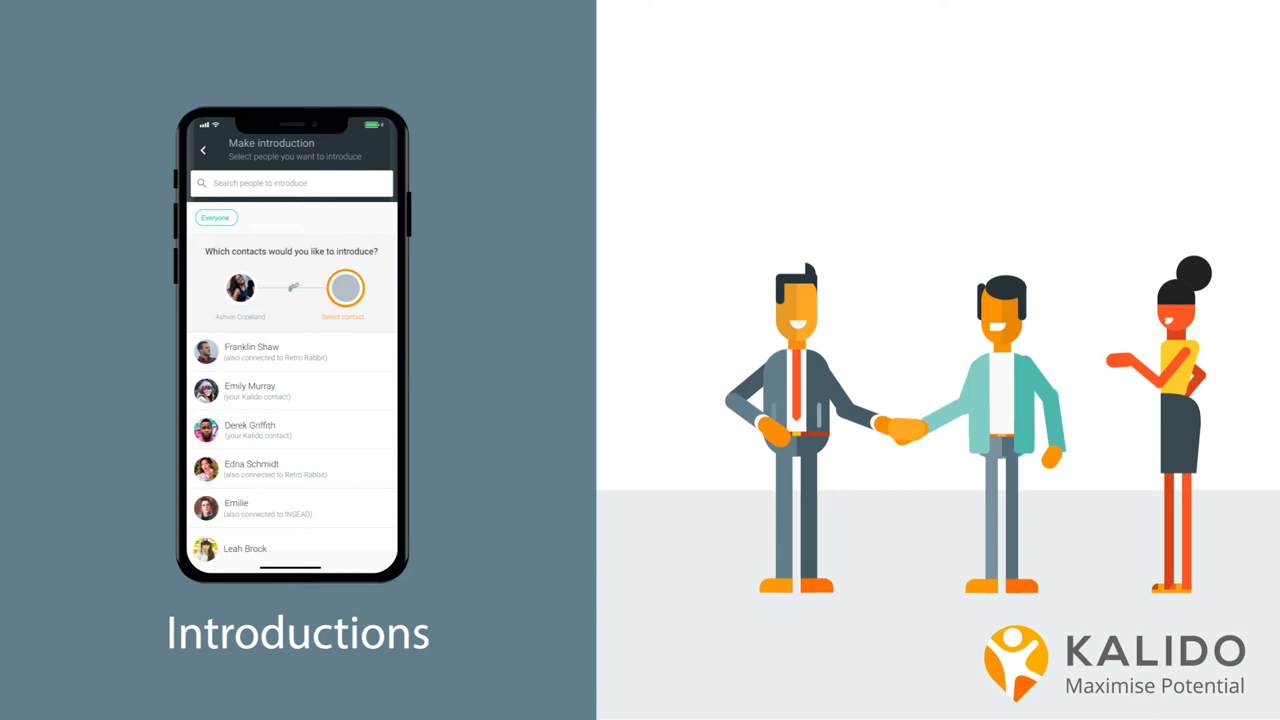 Make introduction
Select people you want to introduce
Search people to introduce
Everyone
Which contacts would you like to introduce?
Ashvin Copeland
Select contact
Franklin Shaw
(also connected to Retro Rabbit)
Emily Murray
(your Kalido contact)
Derek Griffith
(your Kalido contact)
Edna Schmidt
(also connected to Retro Rabbit)
Emilie
(also connected to INSEAD)
Leah Brock
Introductions
KALIDO
Maximise Potential